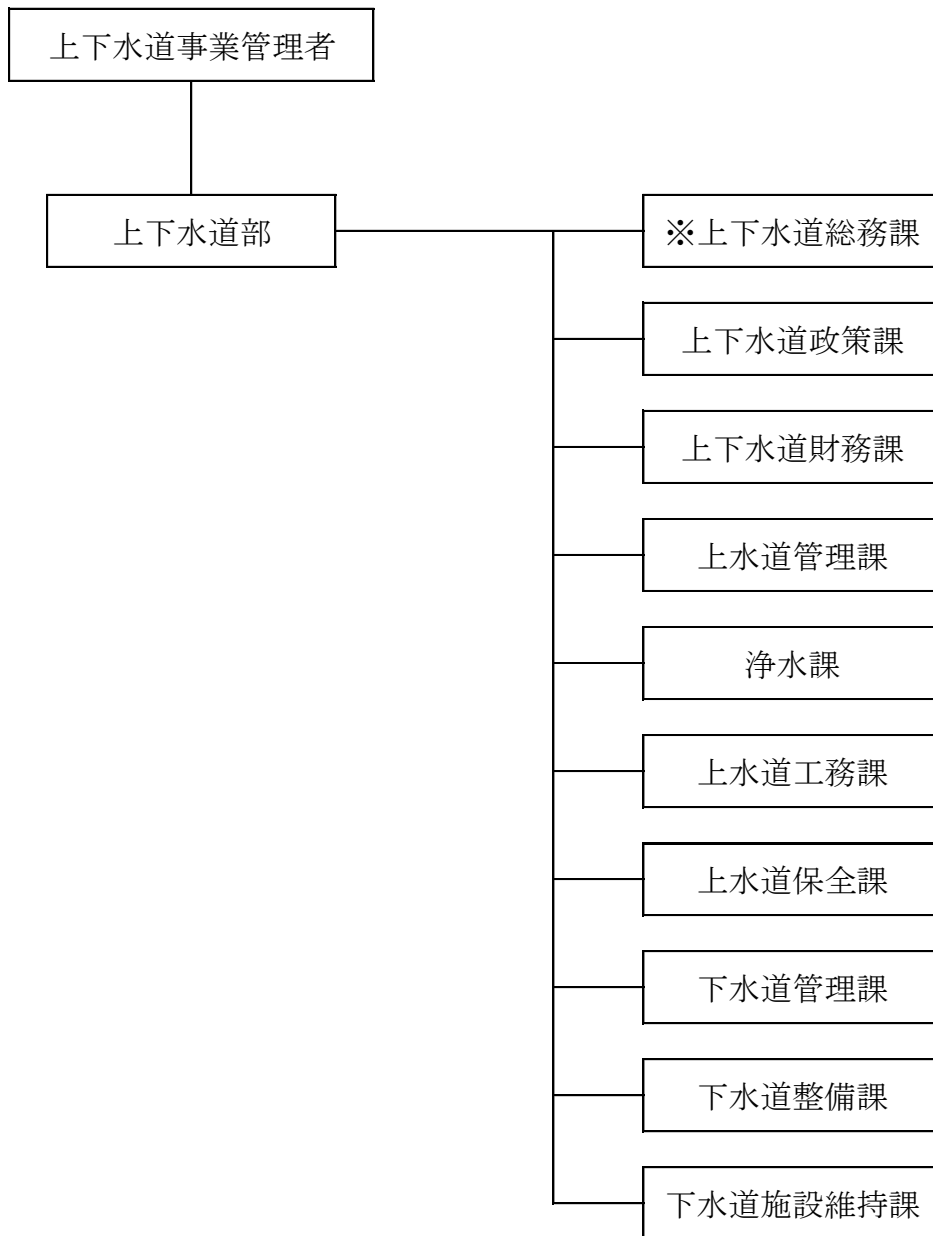 上下水道事業管理者
上下水道部
※上下水道総務課
上下水道政策課
上下水道財務課
上水道管理課
浄水課
上水道工務課
上水道保全課
下水道管理課
下水道整備課
下水道施設維持課